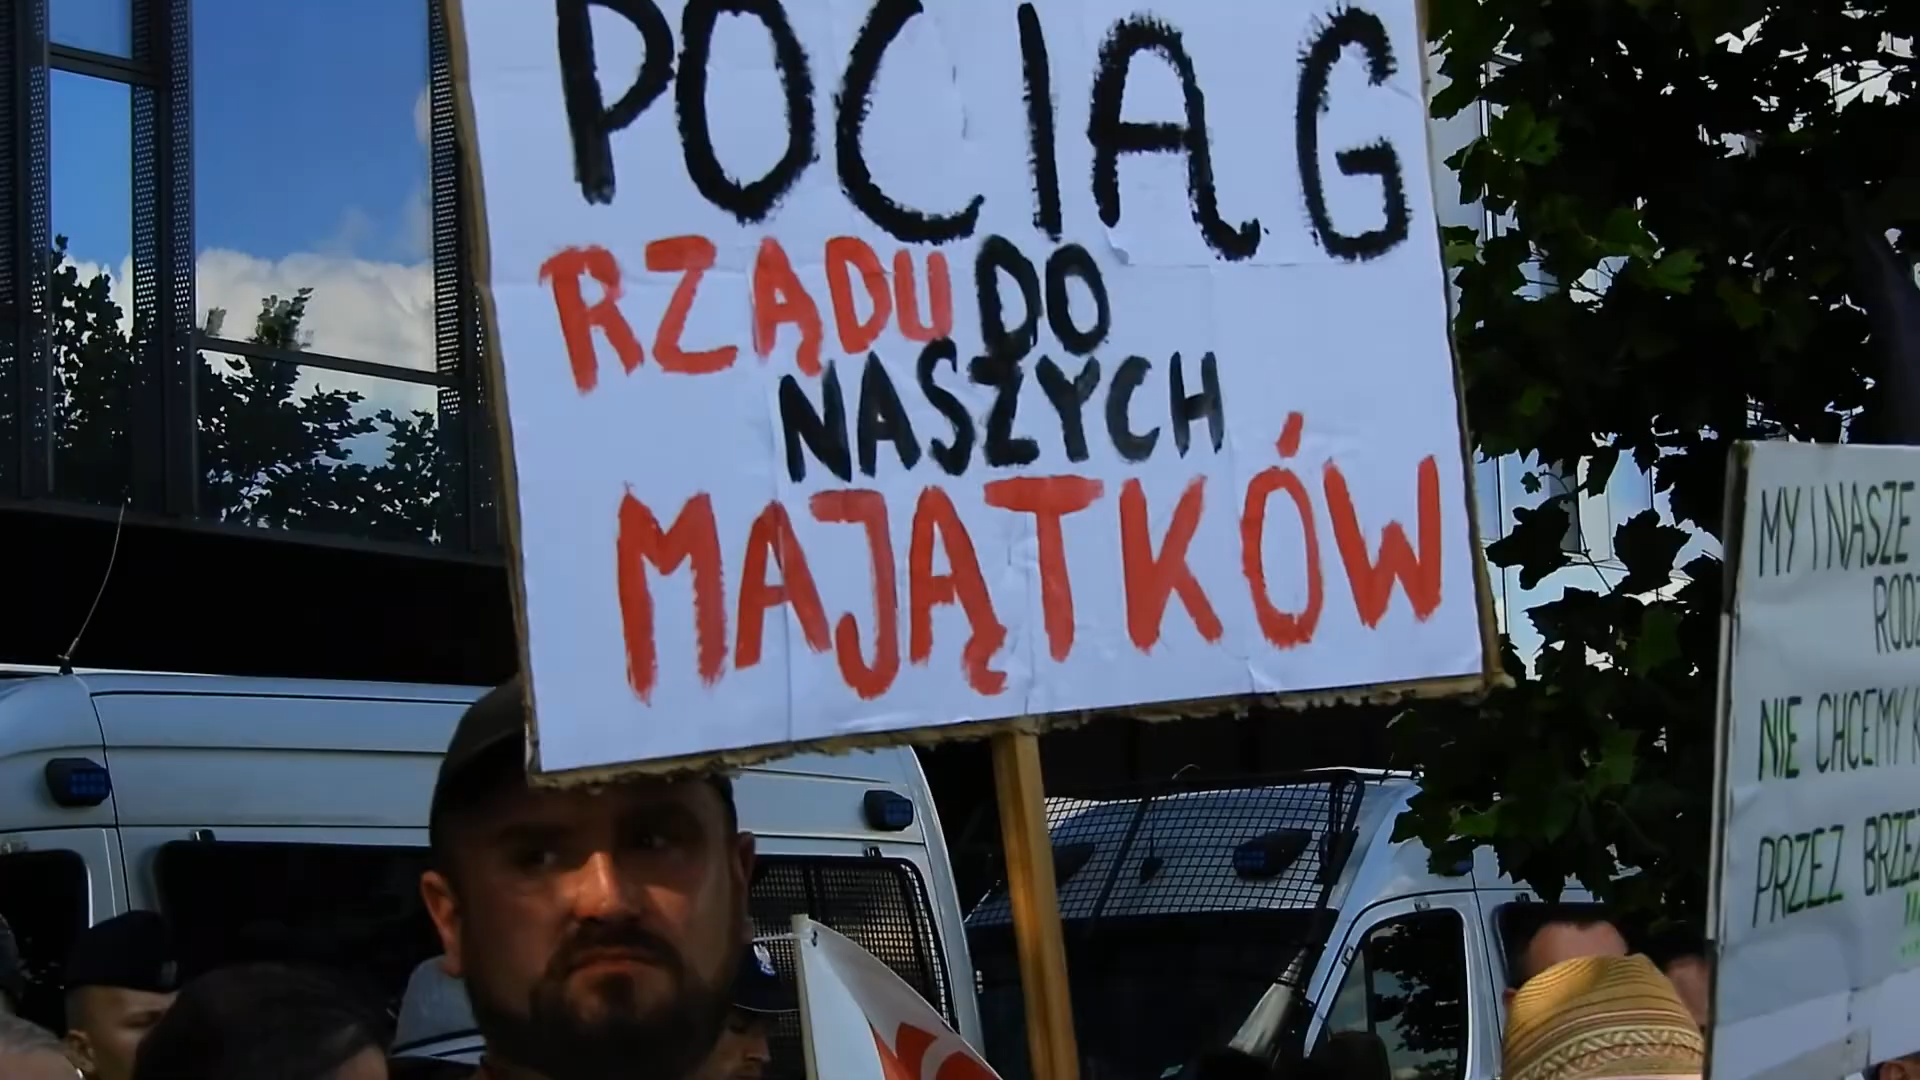 POCIĄG
RZĄDU DO
NASZYCH
MAJĄTKÓW
MY I NASZE
NIE CHCEMY
PRZEZ